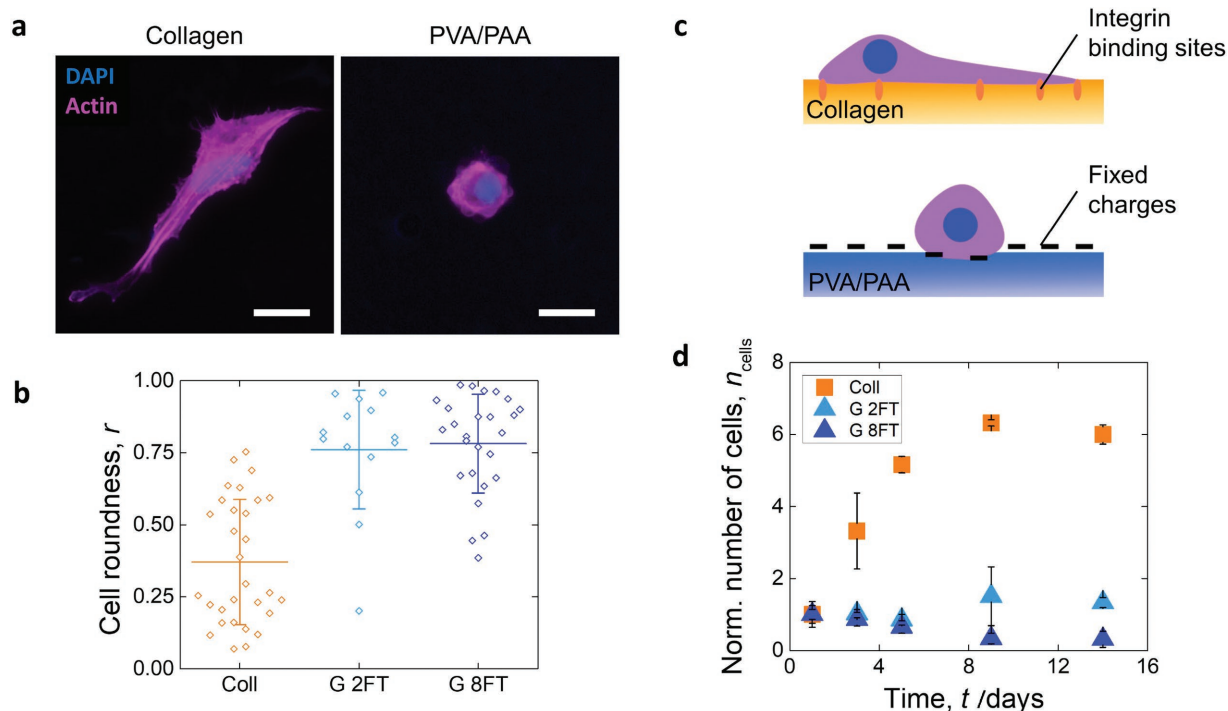 a
Collagen
PVA/PAA
DAPI
Actin
b
Cell roundness, r
1.00
0.75
0.50
0.25
0.00
Coll
G 2FT
G 8FT
c
Integrin
binding sites
Collagen
Fixed
charges
PVA/PAA
d
Norm. number of cells, n_cells
8
6
4
2
0
Coll
G 2FT
G 8FT
0
4
8
12
16
Time, t /days